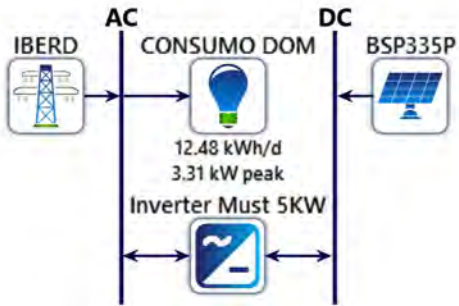 AC DC
IBERD CONSUMO DOM BSP335P
12.48 kWh/d
3.31 kW peak
Inverter Must 5KW